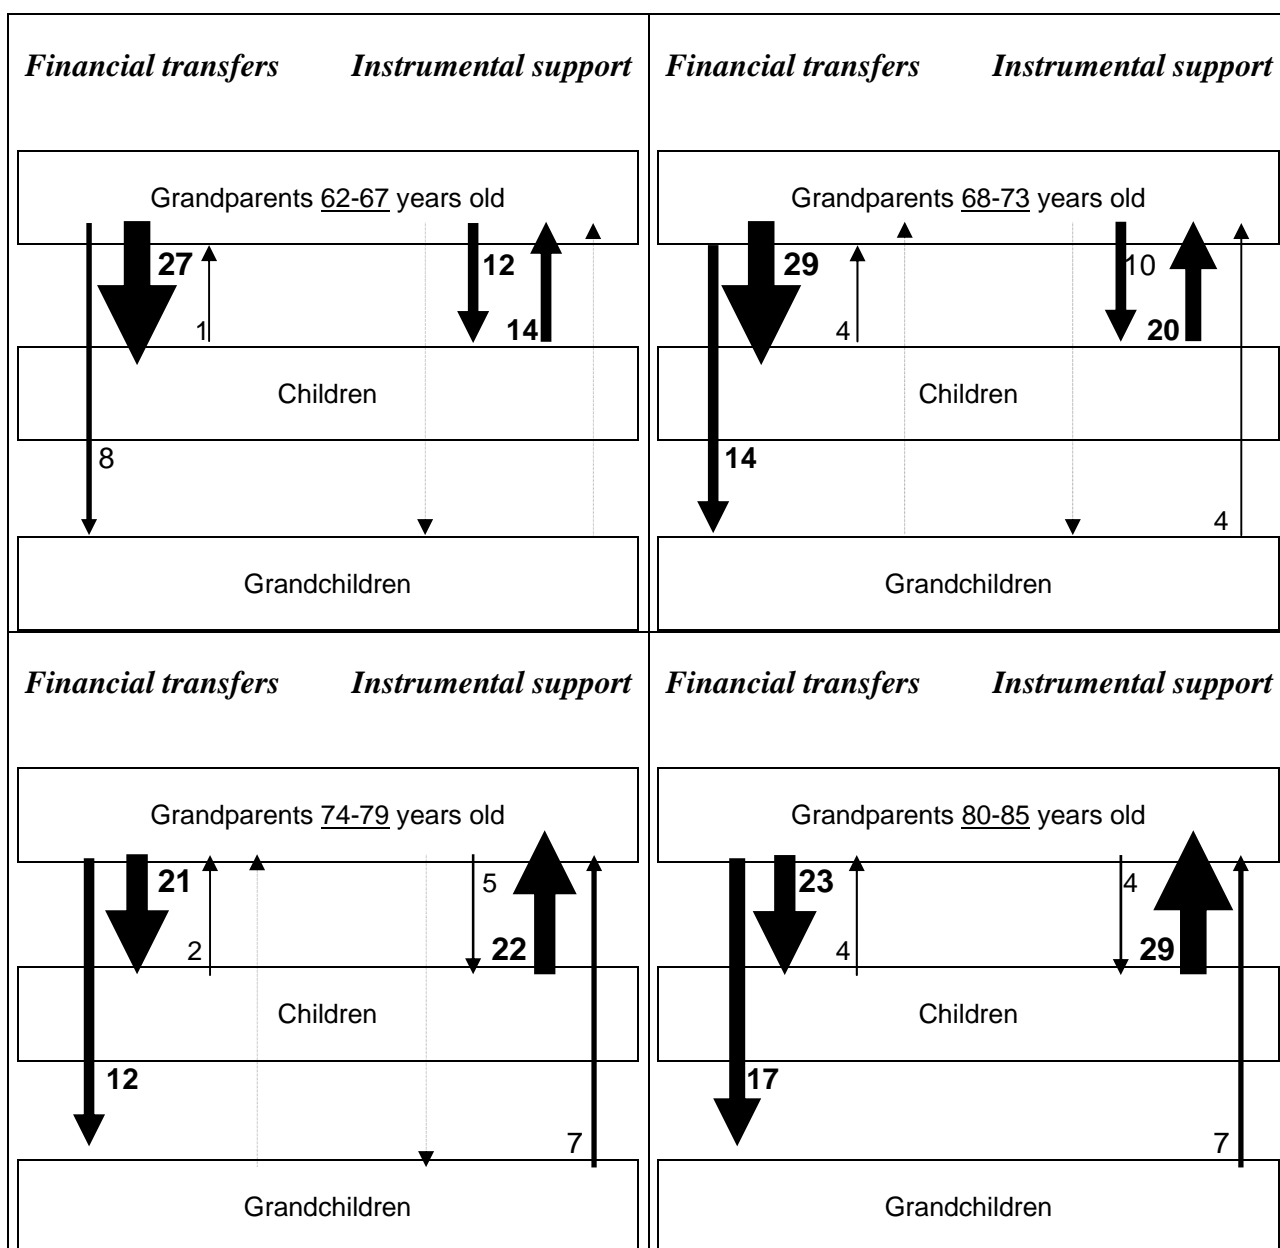 Financial transfers Instrumental support
Grandparents 62-67 years old
27 12
1 14
Children
8
Grandchildren
Financial transfers Instrumental support
Grandparents 68-73 years old
29 10
4 20
Children
14
4
Grandchildren
Financial transfers Instrumental support
Grandparents 74-79 years old
21 5
2 22
Children
12
7
Grandchildren
Financial transfers Instrumental support
Grandparents 80-85 years old
23 4
4 29
Children
17
7
Grandchildren